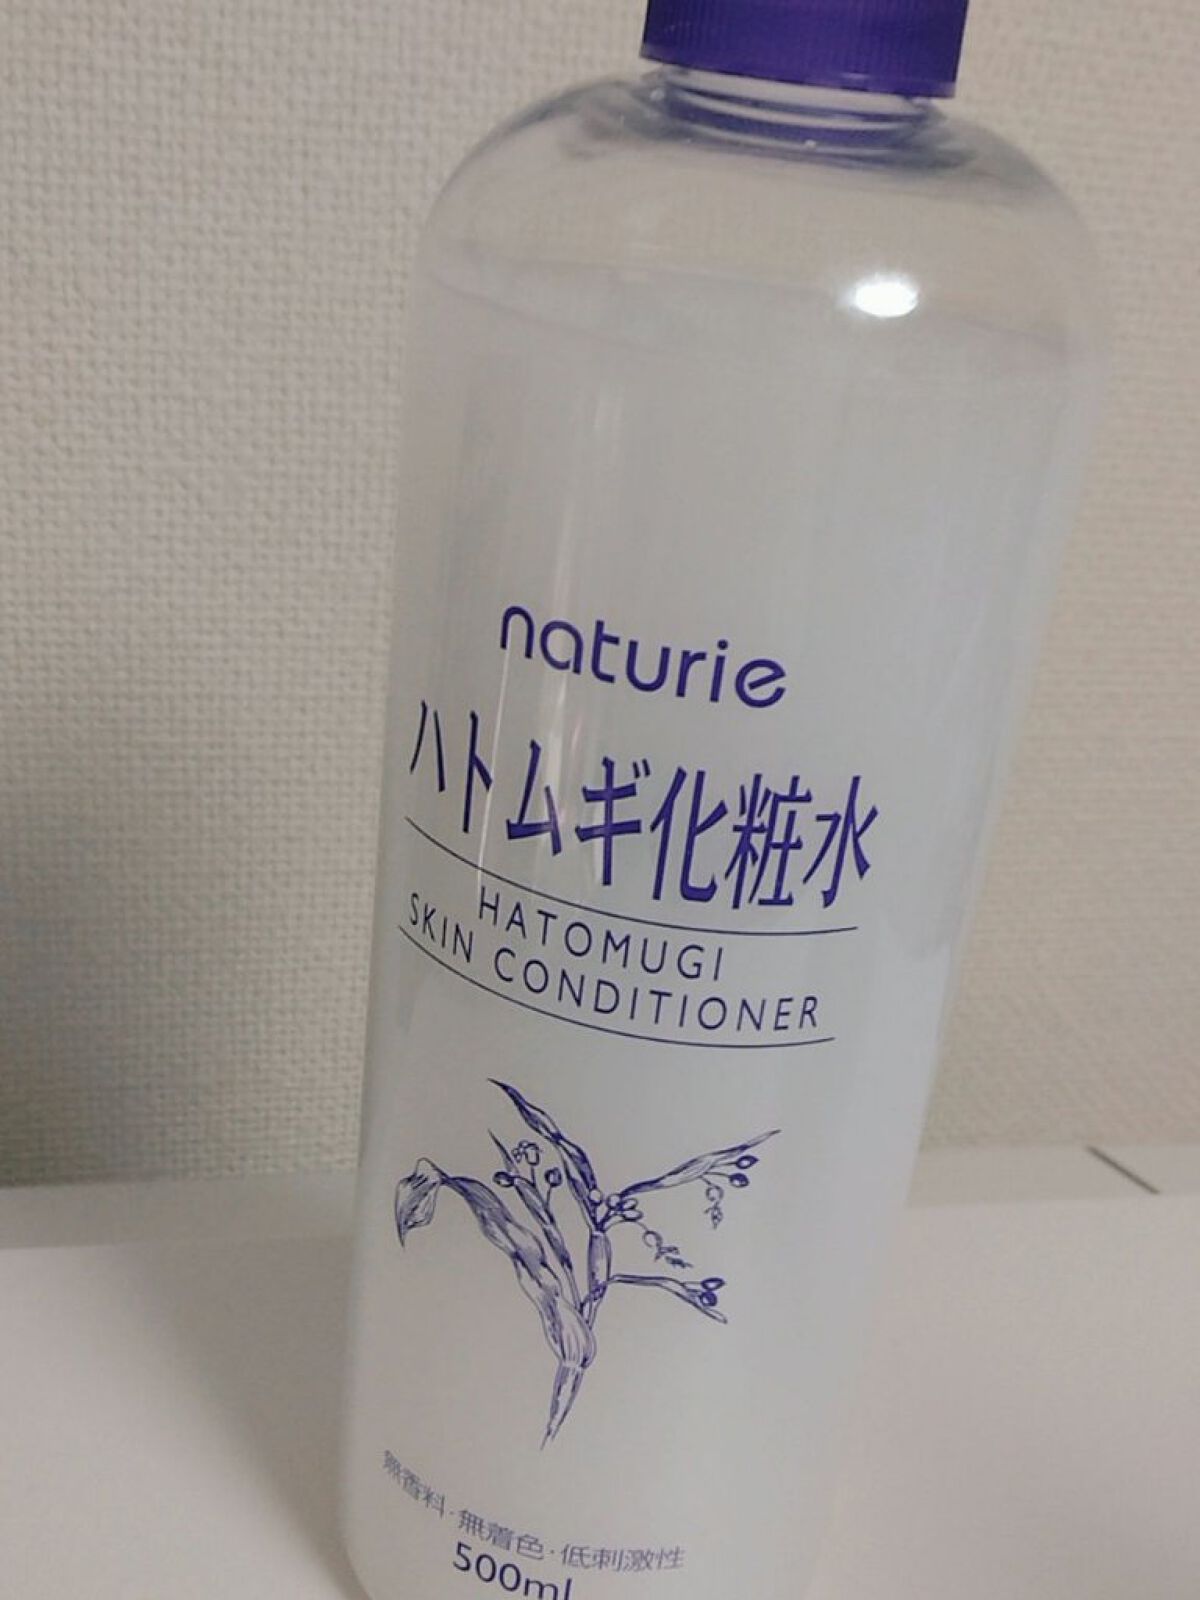 naturie
ハトムギ化粧水
HATOMUGI
SKIN CONDITIONER
無香料・無着色・低刺激性
500ml